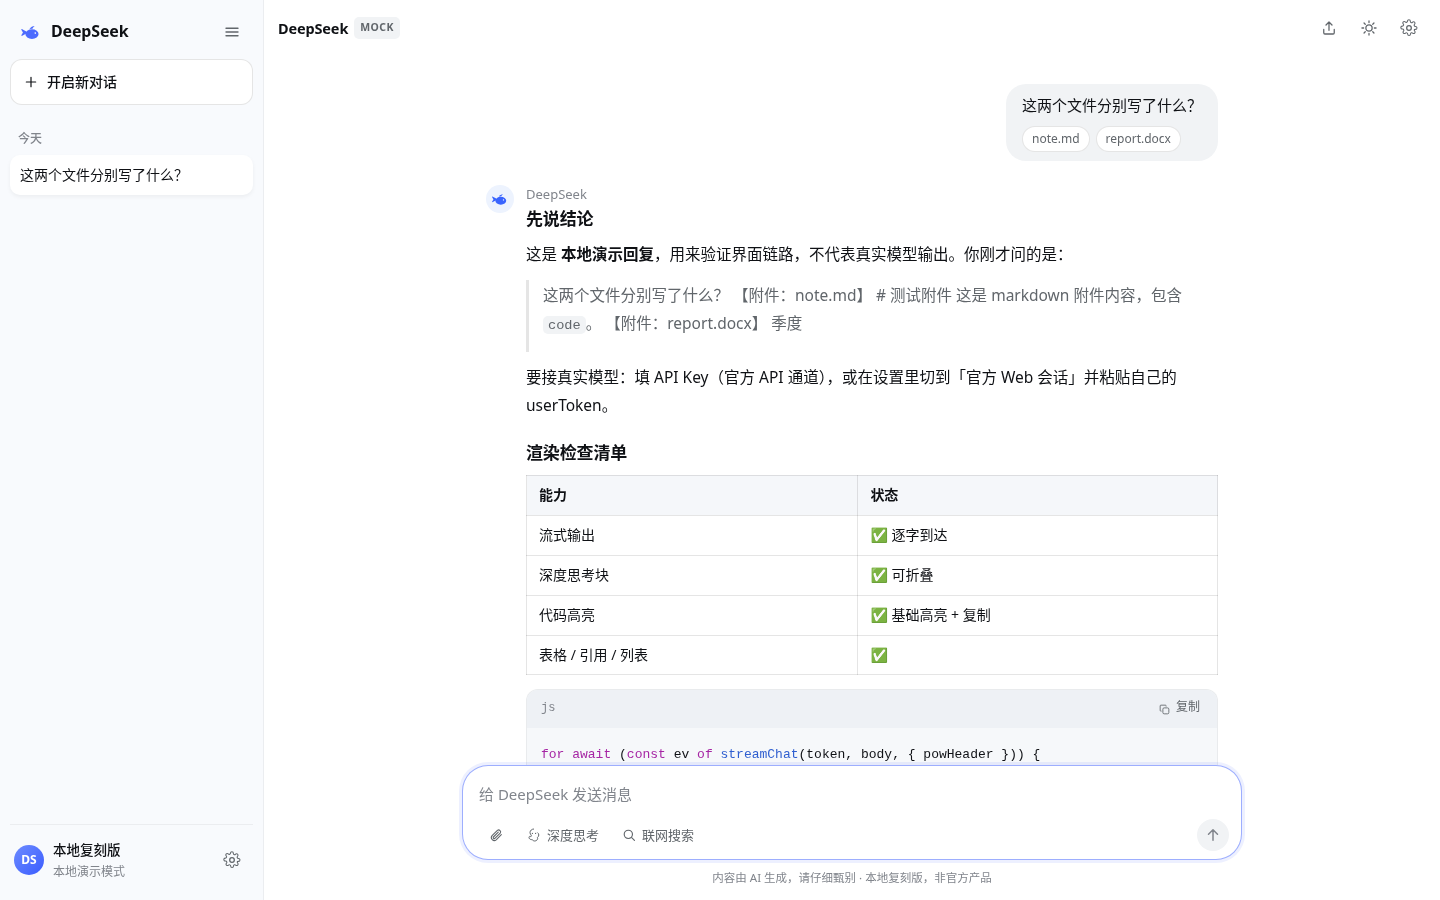 DeepSeek
开启新对话
今天
这两个文件分别写了什么？
DS
本地复刻版
本地演示模式
DeepSeek MOCK
这两个文件分别写了什么？
note.md report.docx
DeepSeek
先说结论
这是 本地演示回复，用来验证界面链路，不代表真实模型输出。你刚才问的是：
这两个文件分别写了什么？ 【附件：note.md】 # 测试附件 这是 markdown 附件内容，包含
code。 【附件：report.docx】 季度
要接真实模型：填 API Key（官方 API 通道），或在设置里切到「官方 Web 会话」并粘贴自己的
userToken。
渲染检查清单
能力 状态
流式输出 ✅ 逐字到达
深度思考块 ✅ 可折叠
代码高亮 ✅ 基础高亮 + 复制
表格 / 引用 / 列表 ✅
js 复制
for await (const ev of streamChat(token, body, { powHeader })) {
给 DeepSeek 发送消息
深度思考 联网搜索
内容由 AI 生成，请仔细甄别 · 本地复刻版，非官方产品